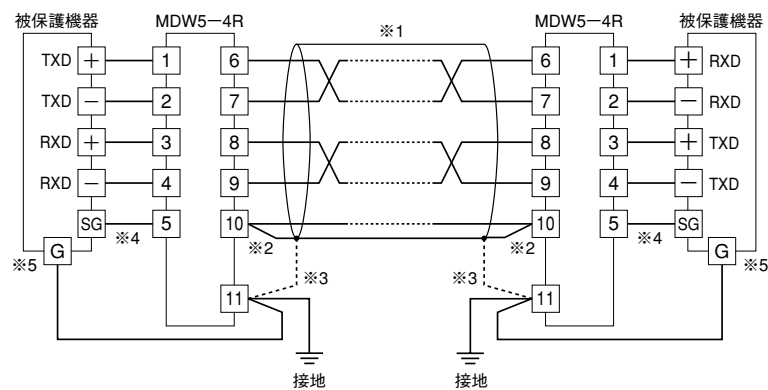 被保護機器 MDW5－4R ※1 MDW5－4R 被保護機器
TXD + 1 6 6 1 + RXD
TXD － 2 7 7 2 － RXD
RXD + 3 8 8 3 + TXD
RXD － 4 9 9 4 － TXD
SG 5 10 10 5 SG
※4 ※2 ※2 ※4
※5 G G ※5
※3 ※3
11 11
接地 接地